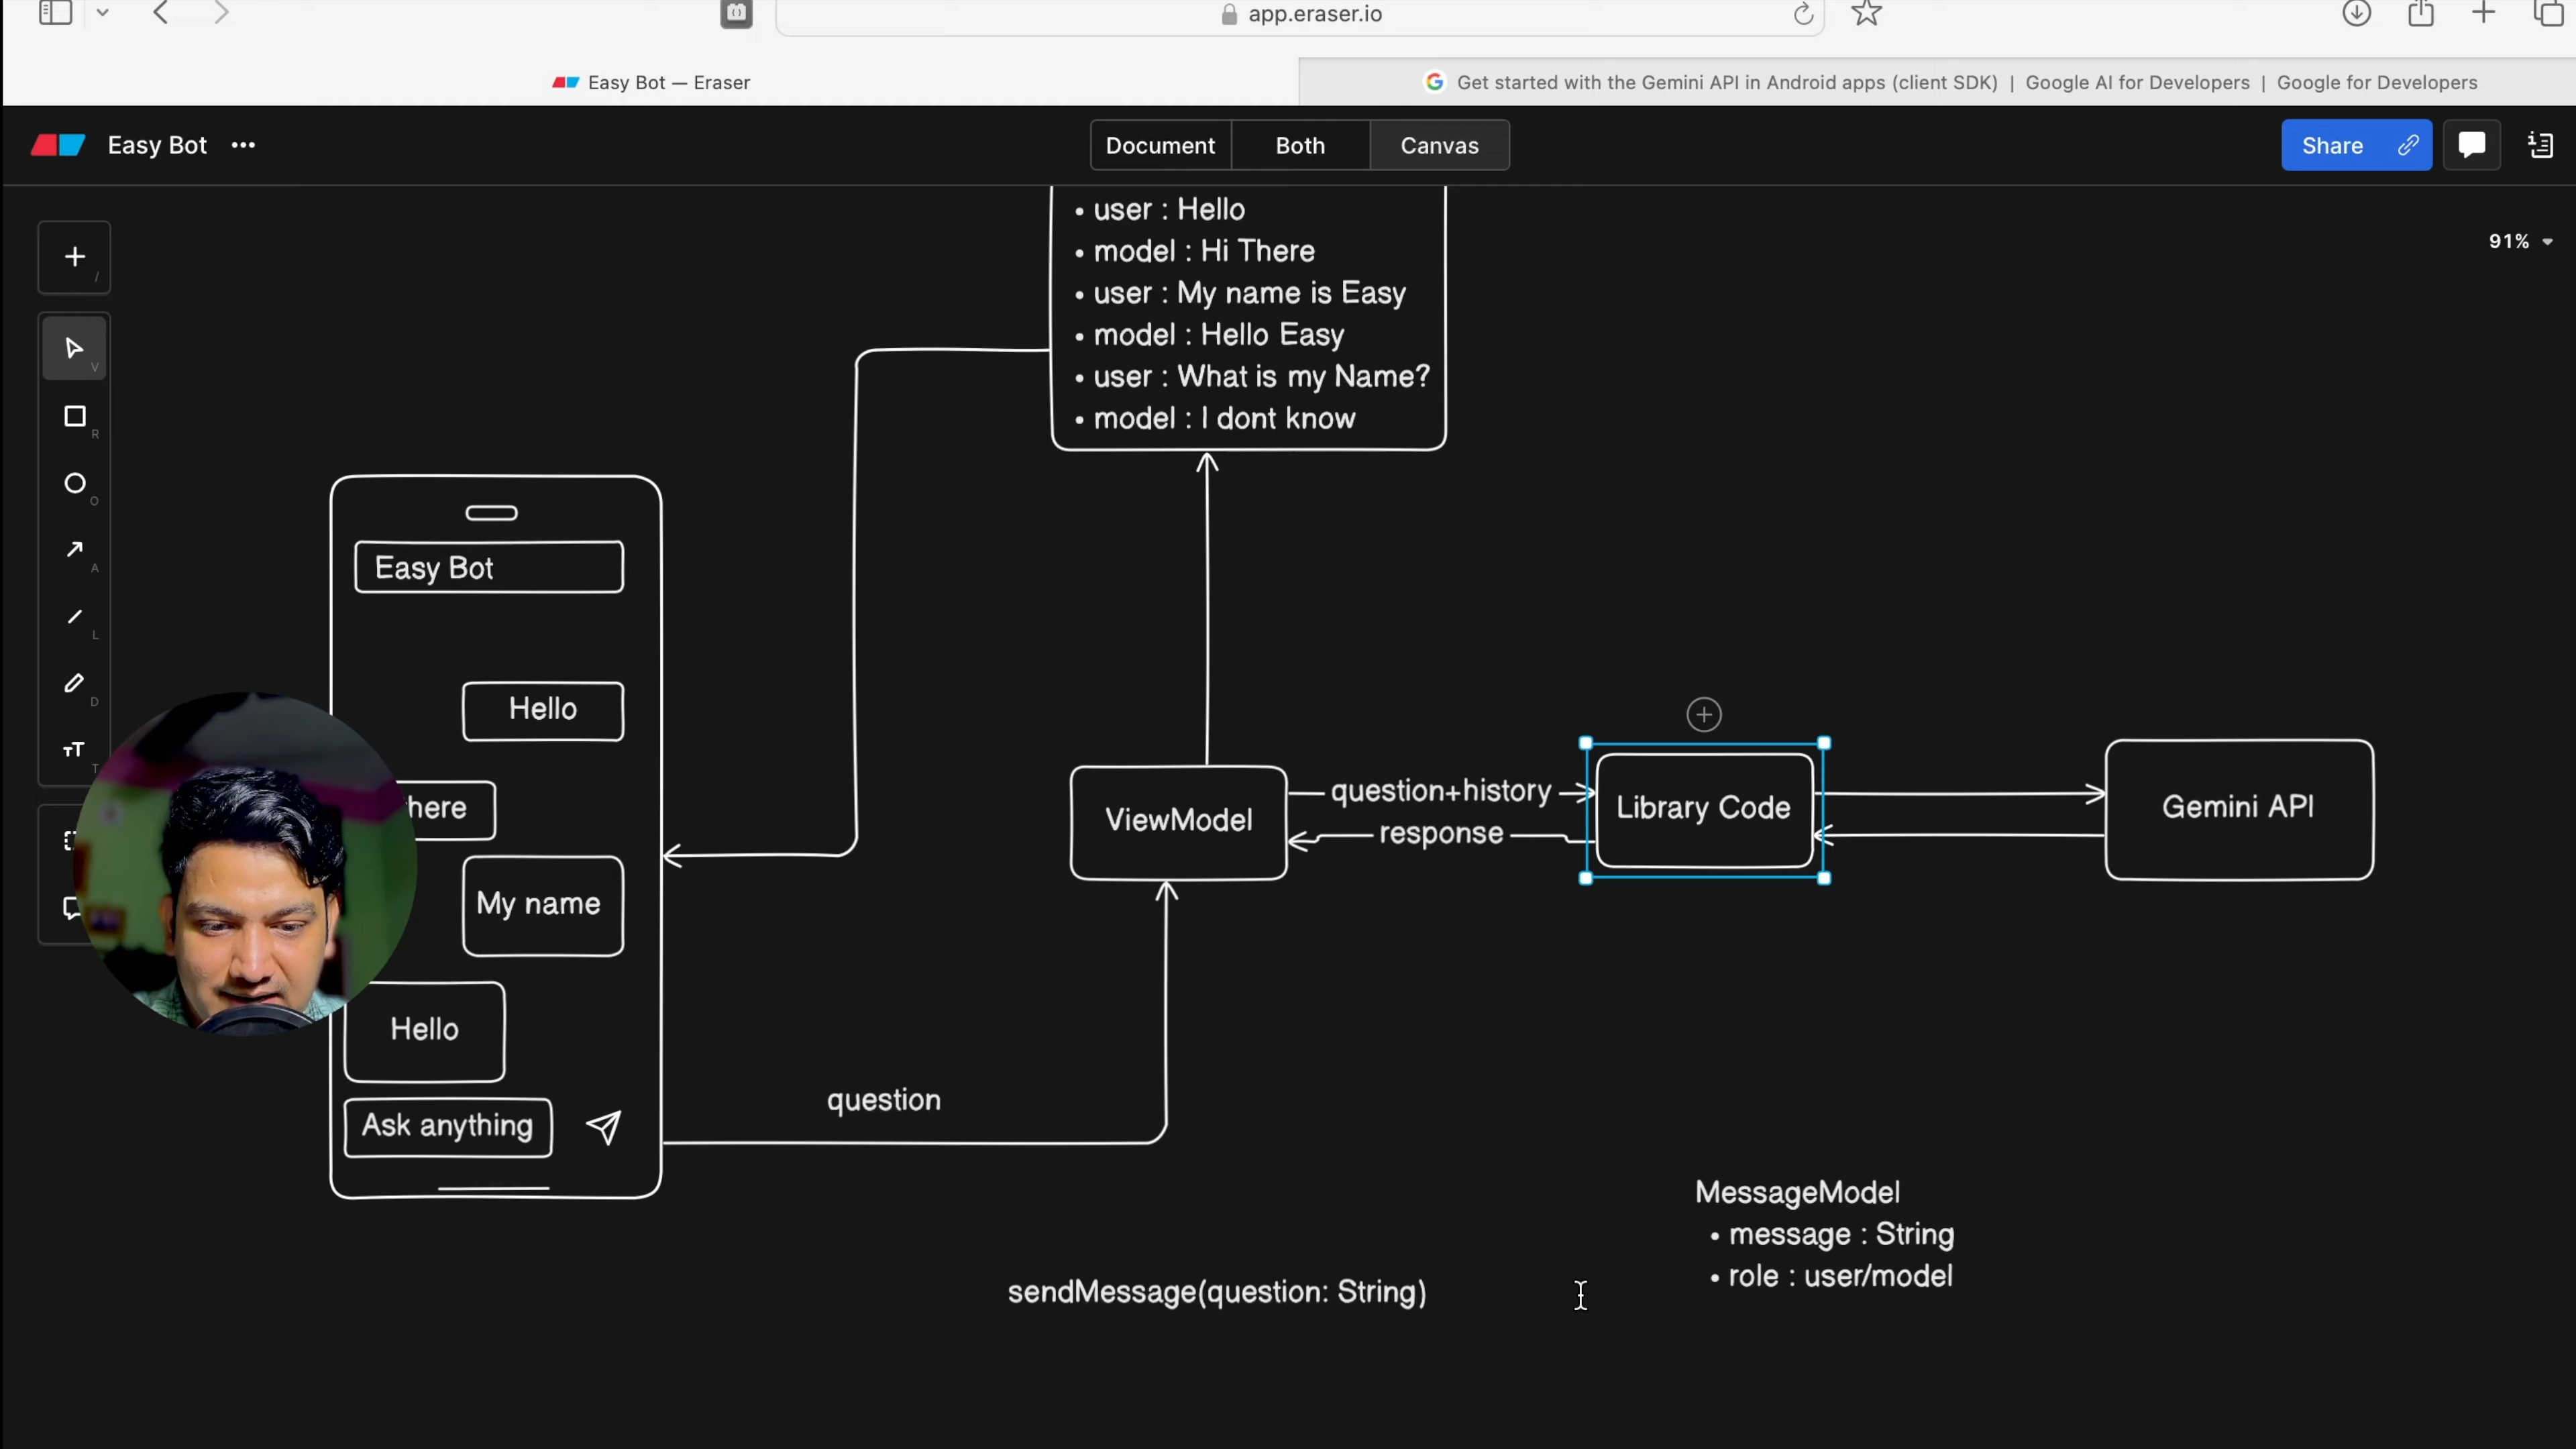 app.eraser.io
Easy Bot — Eraser
Get started with the Gemini API in Android apps (client SDK) | Google AI for Developers | Google for Developers
Easy Bot •••
Document
Both
Canvas
Share
91%
/
V
R
O
A
L
D
T
TT
• user : Hello
• model : Hi There
• user : My name is Easy
• model : Hello Easy
• user : What is my Name?
• model : I dont know
Easy Bot
Hello
here
My name
Hello
Ask anything
question
ViewModel
question+history
response
Library Code
Gemini API
MessageModel
• message : String
• role : user/model
sendMessage(question: String)